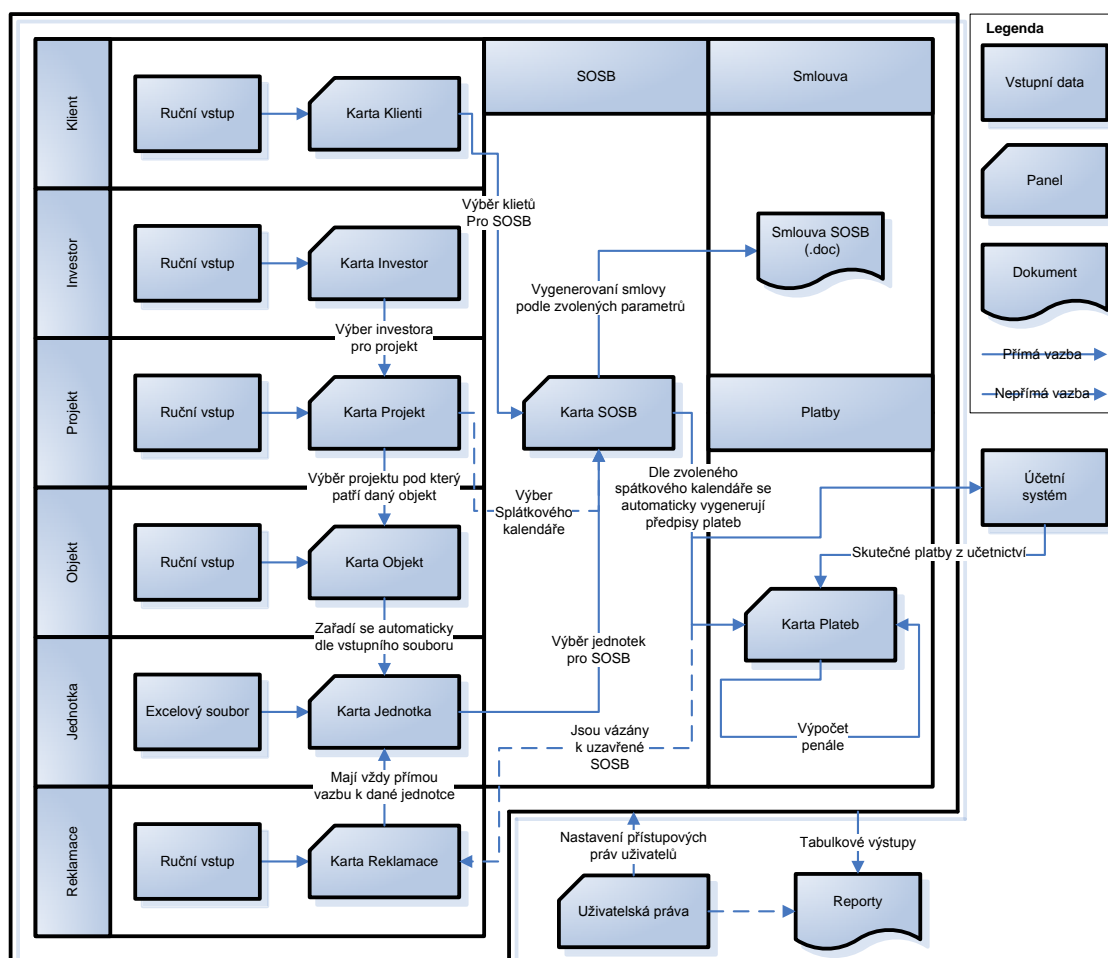 Legenda
Vstupní data
Panel
Dokument
Přímá vazba
Nepřímá vazba
SOSB
Smlouva
Klient
Ruční vstup
Karta Klienti
Výběr klietů
Pro SOSB
Investor
Ruční vstup
Karta Investor
Smlouva SOSB
(.doc)
Vygenerovaní smlovy
podle zvolených parametrů
Výber investora
pro projekt
Projekt
Ruční vstup
Karta Projekt
Karta SOSB
Platby
Výběr projektu pod který
patří daný objekt
Výber
Splátkového
kalendáře
Dle zvoleného
spátkového kalendáře se
automaticky vygenerují
předpisy plateb
Účetní
systém
Skutečné platby z učetnictví
Objekt
Ruční vstup
Karta Objekt
Zařadí se automaticky
dle vstupního souboru
Výběr jednotek
pro SOSB
Karta Plateb
Jednotka
Excelový soubor
Karta Jednotka
Jsou vázány
k uzavřené
SOSB
Výpočet
penále
Mají vždy přímou
vazbu k dané jednotce
Reklamace
Ruční vstup
Karta Reklamace
Nastavení přístupových
práv uživatelů
Tabulkové výstupy
Uživatelská práva
Reporty